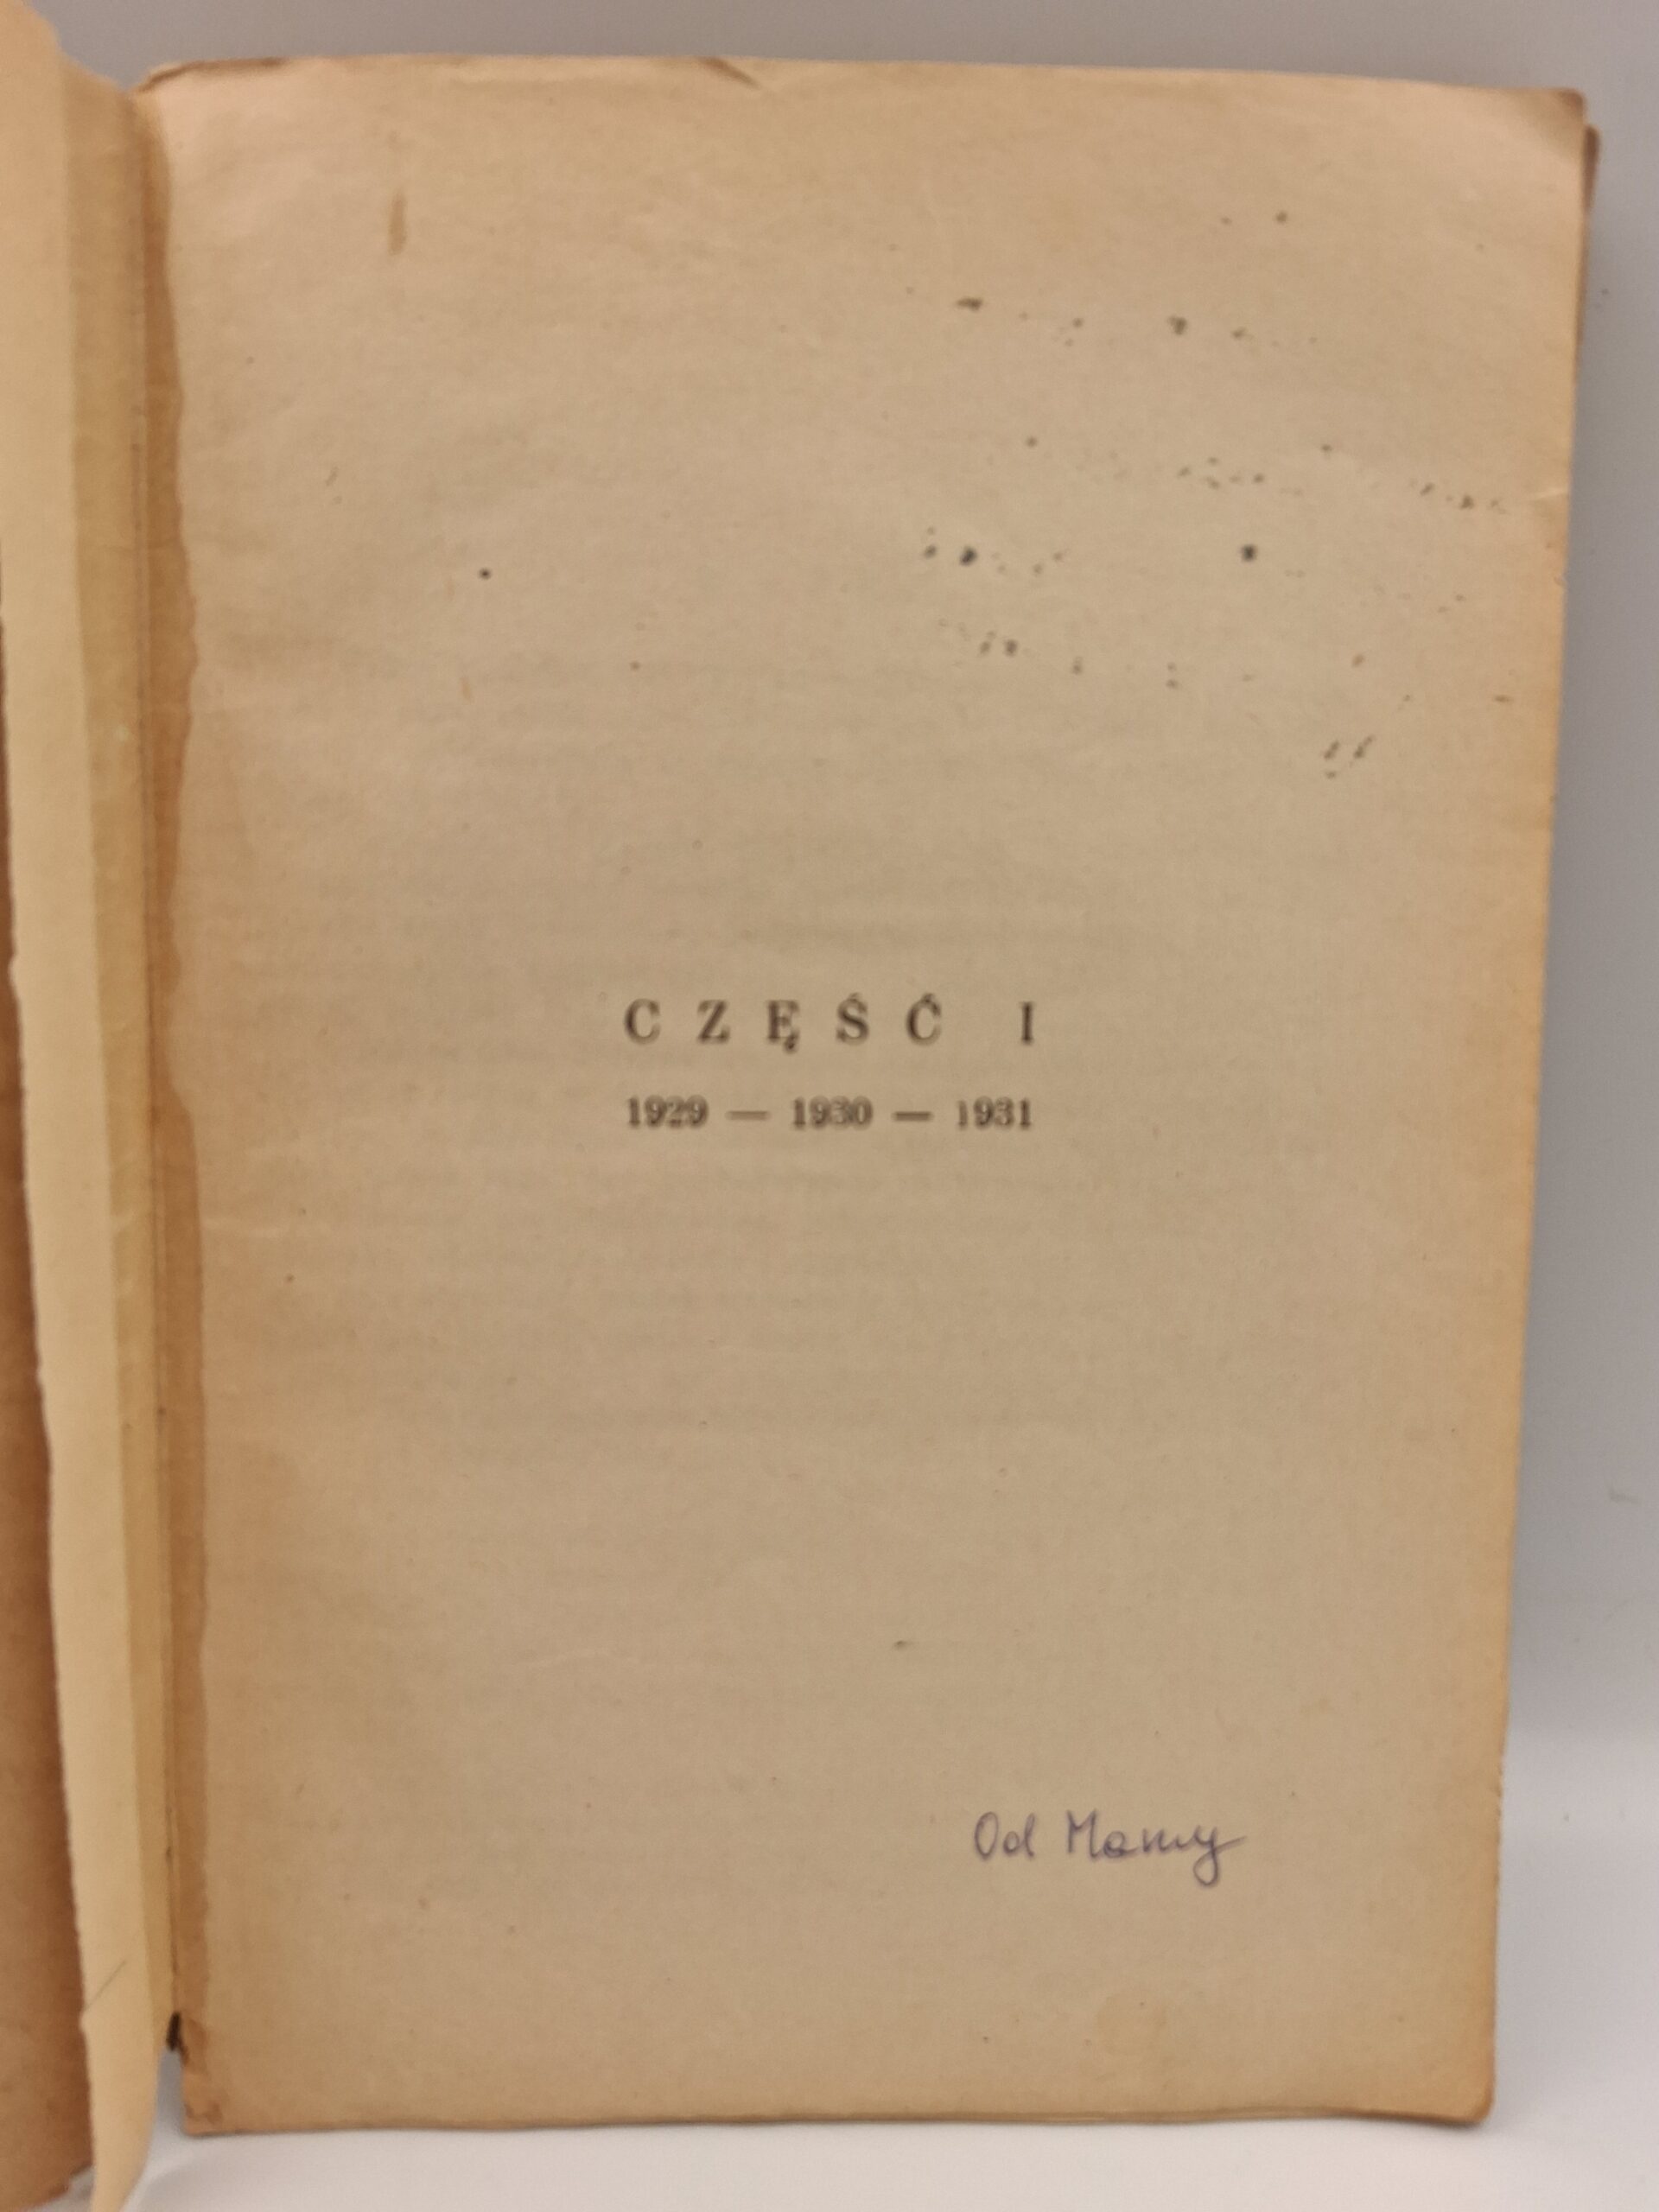 CZĘŚĆ I
1929 — 1930 — 1931
Od Mamy